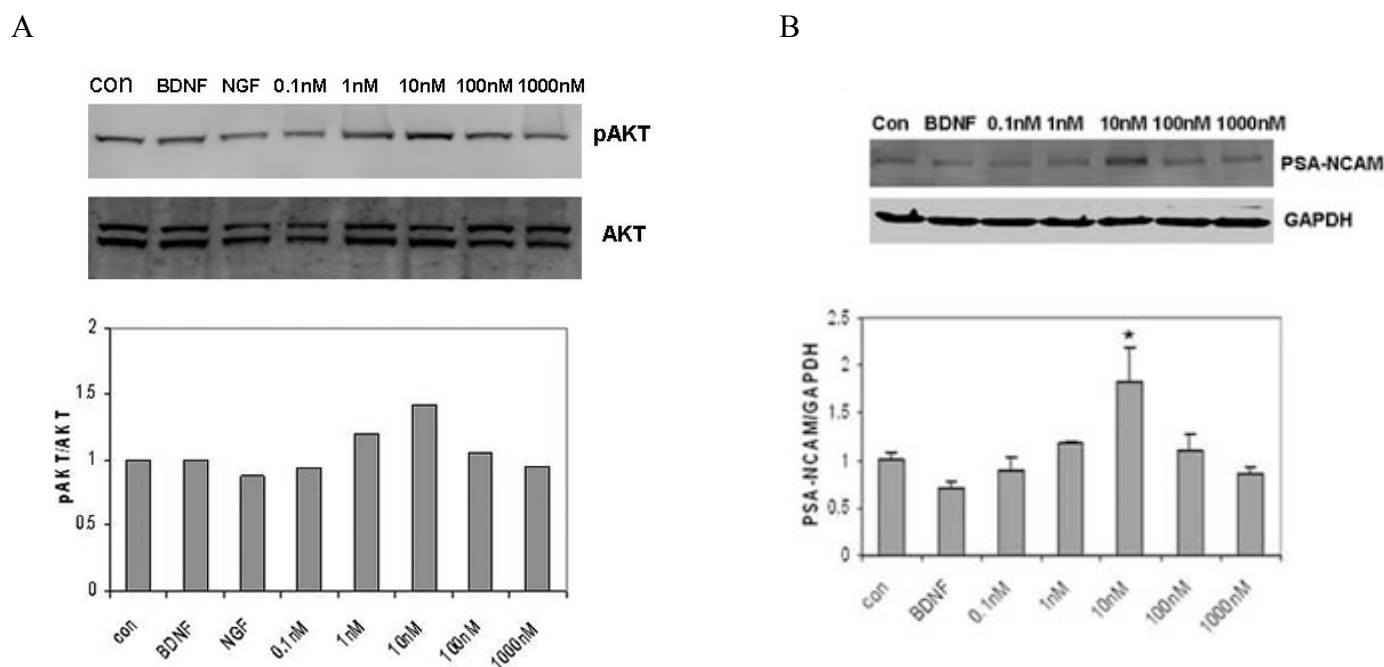 A
con BDNF NGF 0.1nM 1nM 10nM 100nM 1000nM
pAKT
AKT
2
1.5
1
0.5
0
pAKT/AKT
con BDNF NGF 0.1nM 1nM 10nM 100nM 1000nM
B
Con BDNF 0.1nM 1nM 10nM 100nM 1000nM
PSA-NCAM
GAPDH
2.5
2
1.5
1
0.5
0
PSA-NCAM/GAPDH
*
con BDNF 0.1nM 1nM 10nM 100nM 1000nM